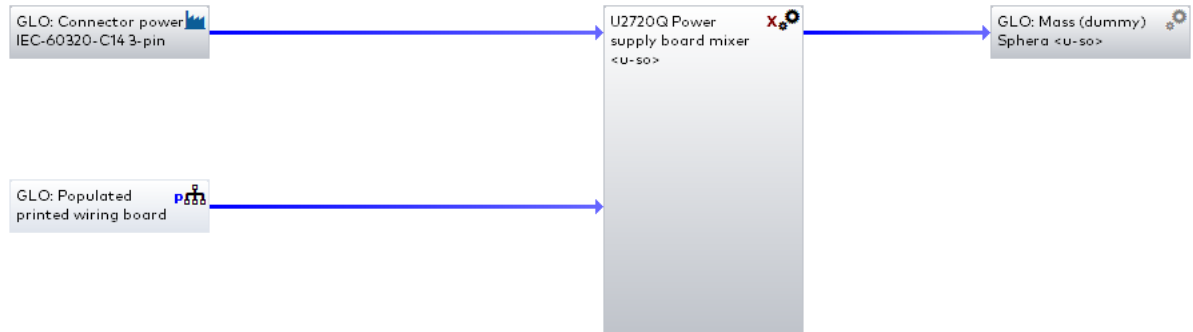 GLO: Connector power
IEC-60320-C14 3-pin
U2720Q Power
supply board mixer
<u-so>
X
GLO: Mass (dummy)
Sphera <u-so>
GLO: Populated
printed wiring board
p